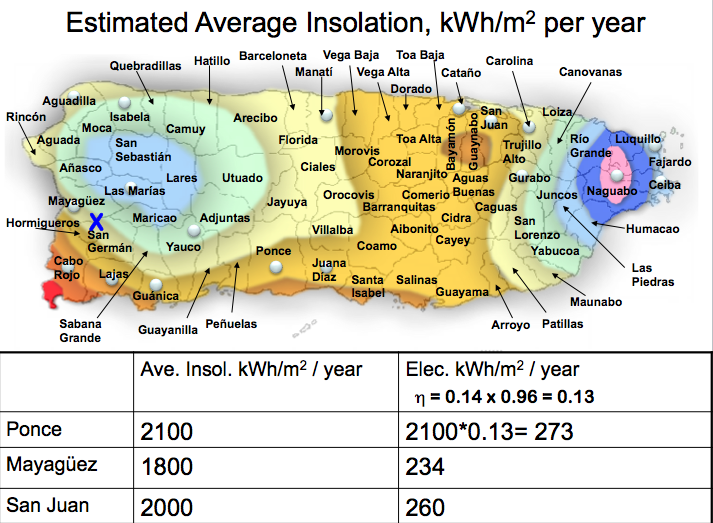 Estimated Average Insolation, kWh/m² per year
Quebradillas
Hatillo
Barceloneta
Manatí
Vega Baja
Vega Alta
Toa Baja
Dorado
Cataño
Carolina
Canovanas
Aguadilla
Isabela
Rincón
Moca
Camuy
Arecibo
San Juan
Loiza
Aguada
San
Sebastián
Florida
Morovis
Toa Alta
Bayamón
Guaynabo
Trujillo
Alto
Río
Grande
Luquillo
Añasco
Lares
Utuado
Ciales
Corozal
Naranjito
Aguas
Buenas
Gurabo
Fajardo
Las Marías
Orocovis
Comerio
Juncos
Naguabo
Ceiba
Mayagüez
Jayuya
Barranquitas
Caguas
Maricao
Adjuntas
Cidra
Hormigueros
X
San
Germán
Villalba
Aibonito
San
Lorenzo
Humacao
Yauco
Ponce
Coamo
Cayey
Yabucoa
Cabo
Rojo
Lajas
Juana
Díaz
Las
Piedras
Guánica
Santa
Isabel
Salinas
Guayama
Maunabo
Sabana
Grande
Guayanilla
Peñuelas
Arroyo
Patillas
Ave. Insol. kWh/m² / year
Elec. kWh/m² / year
η = 0.14 x 0.96 = 0.13
Ponce 2100 2100*0.13= 273
Mayagüez 1800 234
San Juan 2000 260